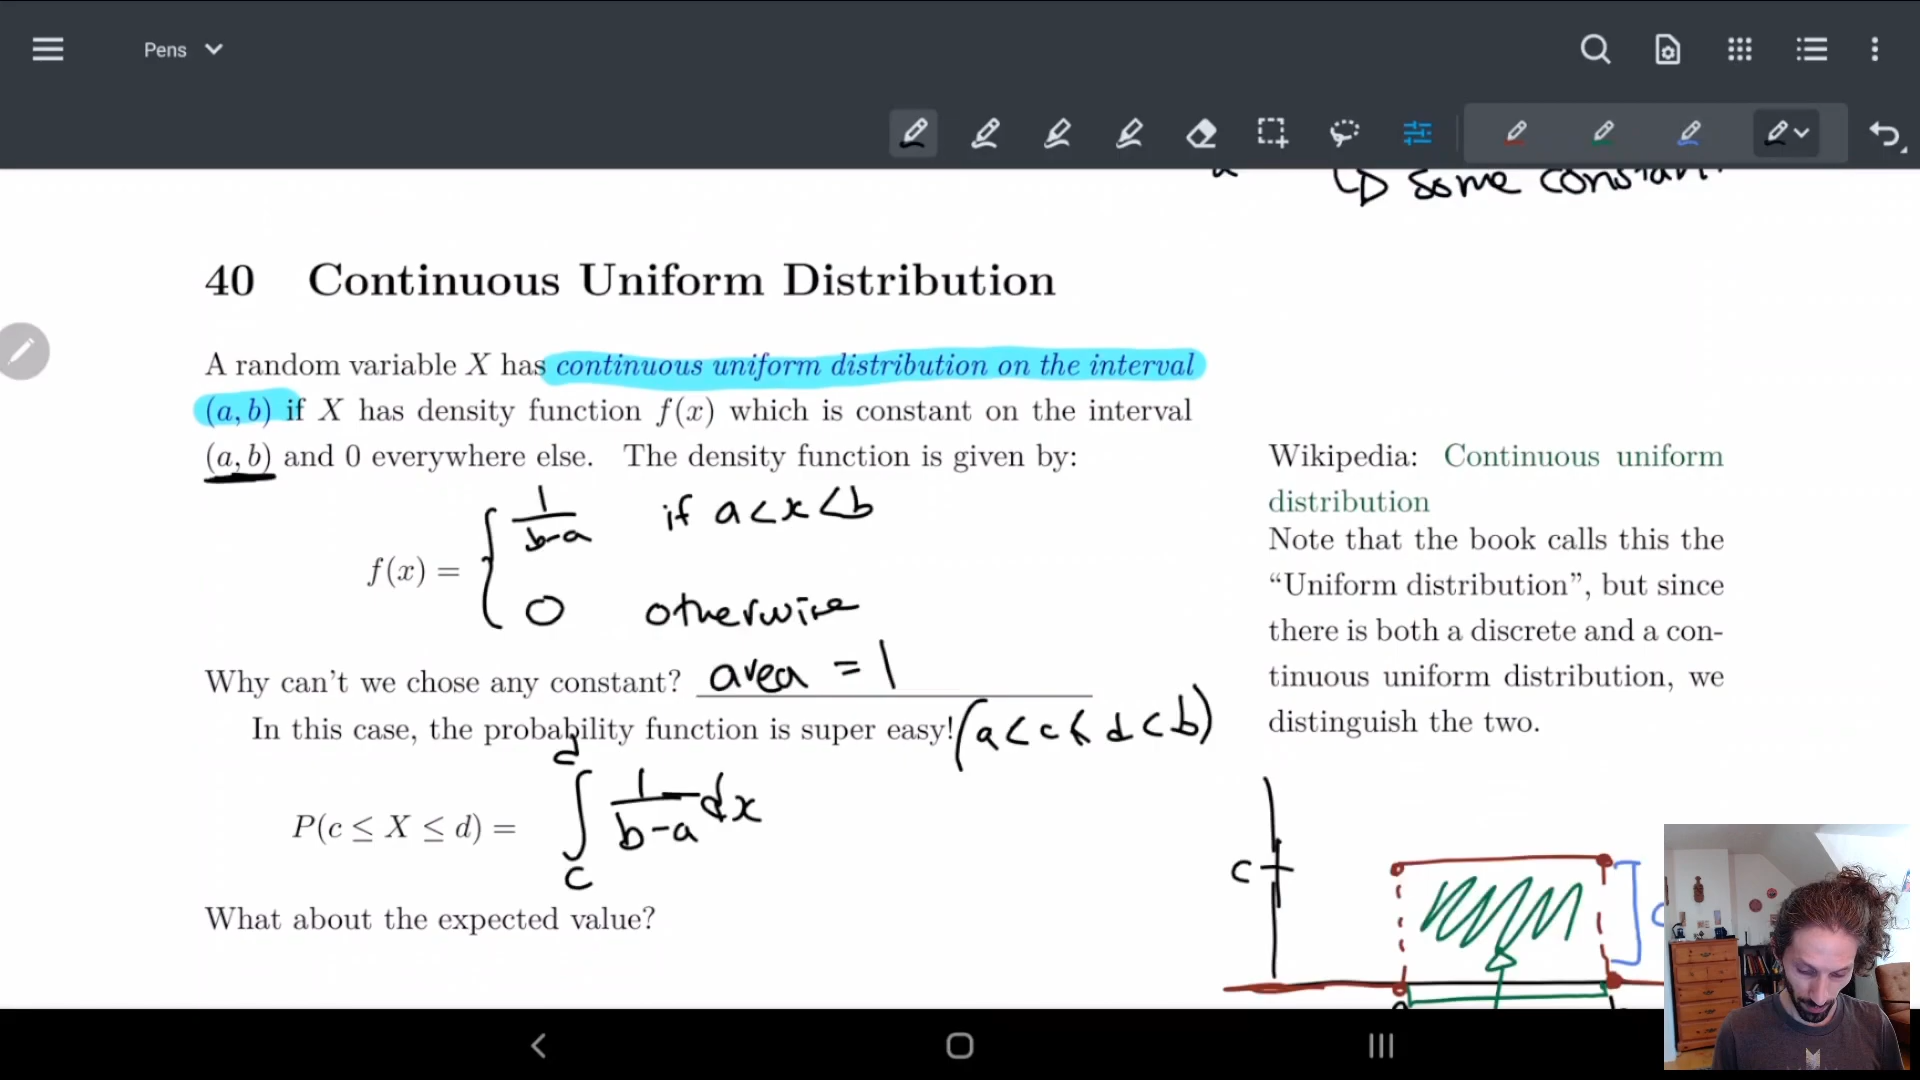 Pens
some constant
40 Continuous Uniform Distribution
A random variable X has continuous uniform distribution on the interval
(a, b) if X has density function f(x) which is constant on the interval
(a, b) and 0 everywhere else. The density function is given by:
f(x) = { 1/(b-a) if a<x<b
0 otherwise
Why can't we chose any constant? area = 1
In this case, the probability function is super easy! (a<c<d<b)
P(c ≤ X ≤ d) = ∫_c^d 1/(b-a) dx
What about the expected value?
Wikipedia: Continuous uniform
distribution
Note that the book calls this the
“Uniform distribution”, but since
there is both a discrete and a con-
tinuous uniform distribution, we
distinguish the two.
c